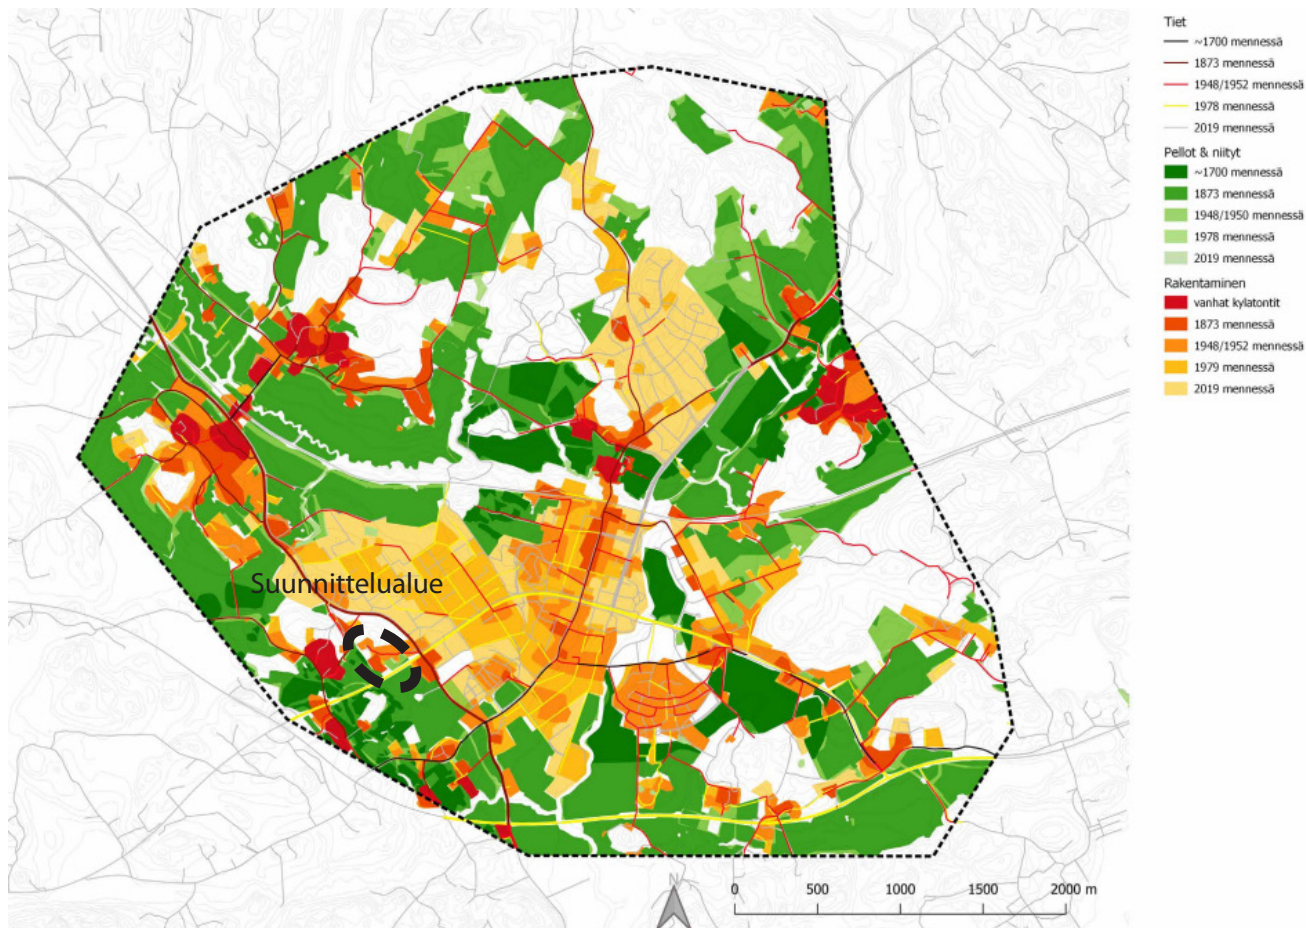 Tiet
~1700 mennessä
1873 mennessä
1948/1952 mennessä
1978 mennessä
2019 mennessä
Pellot & niityt
~1700 mennessä
1873 mennessä
1948/1950 mennessä
1978 mennessä
2019 mennessä
Rakentaminen
vanhat kylatontit
1873 mennessä
1948/1952 mennessä
1979 mennessä
2019 mennessä
Suunnittelualue
N
0 500 1000 1500 2000 m